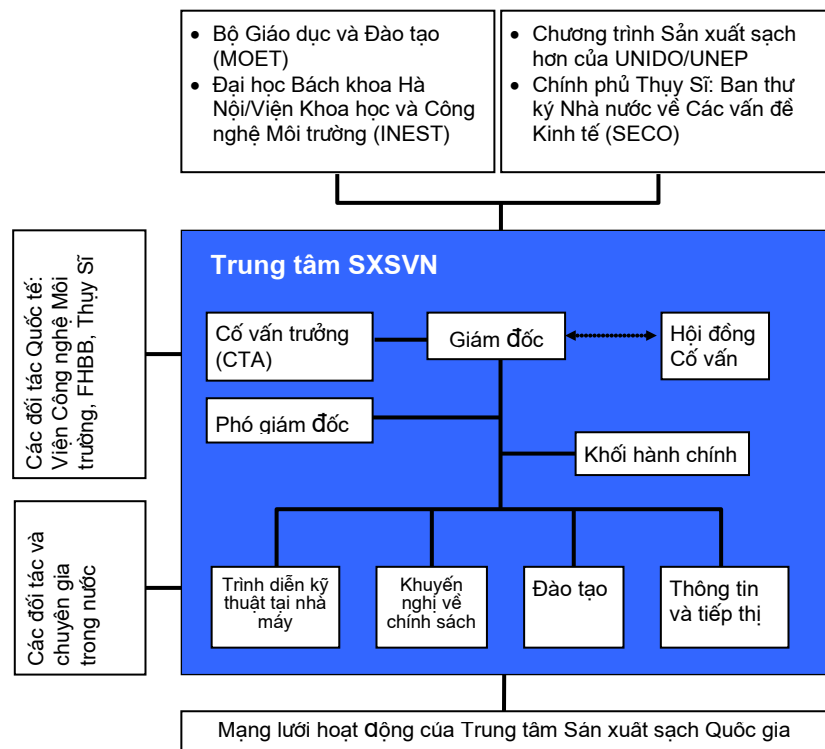 • Bộ Giáo dục và Đào tạo
(MOET)
• Đại học Bách khoa Hà
Nội/Viện Khoa học và Công
nghệ Môi trường (INEST)
• Chương trình Sản xuất sạch
hơn của UNIDO/UNEP
• Chính phủ Thụy Sĩ: Ban thư
ký Nhà nước về Các vấn đề
Kinh tế (SECO)
Các đối tác Quốc tế:
Viện Công nghệ Môi
trường, FHBB, Thụy Sĩ
Trung tâm SXSVN
Cố vấn trưởng
(CTA)
Giám đốc
Hội đồng
Cố vấn
Phó giám đốc
Khối hành chính
Các đối tác và
chuyên gia
trong nước
Trình diễn kỹ
thuật tại nhà
máy
Khuyến
nghị về
chính sách
Đào tạo
Thông tin
và tiếp thị
Mạng lưới hoạt động của Trung tâm Sản xuất sạch Quốc gia